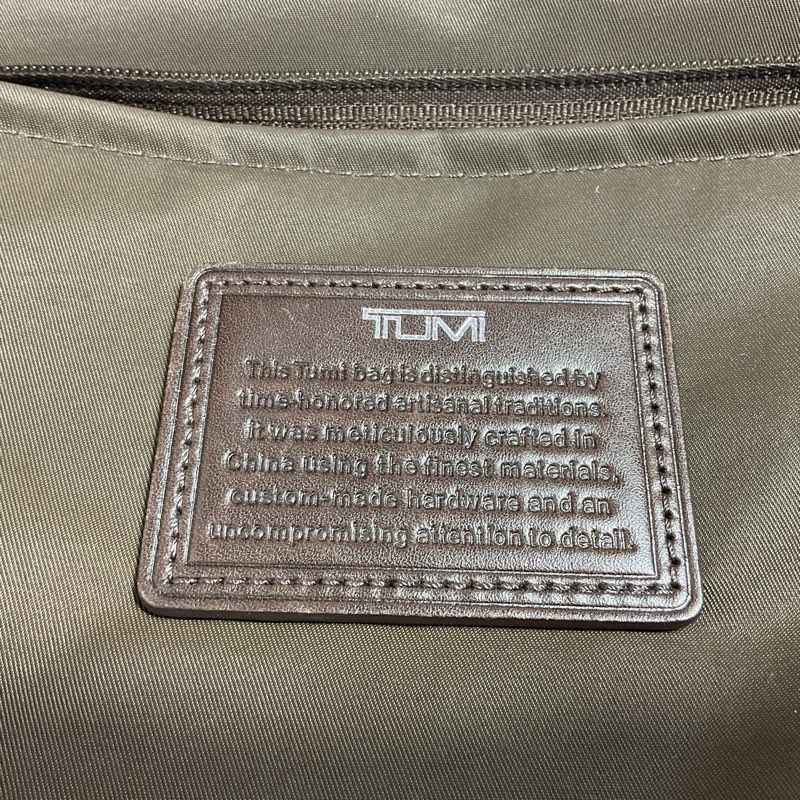 TUMI
This Tumi bag is distinguished by
time-honored artisanal traditions.
It was meticulously crafted in
China using the finest materials,
custom-made hardware and an
uncompromising attention to detail.